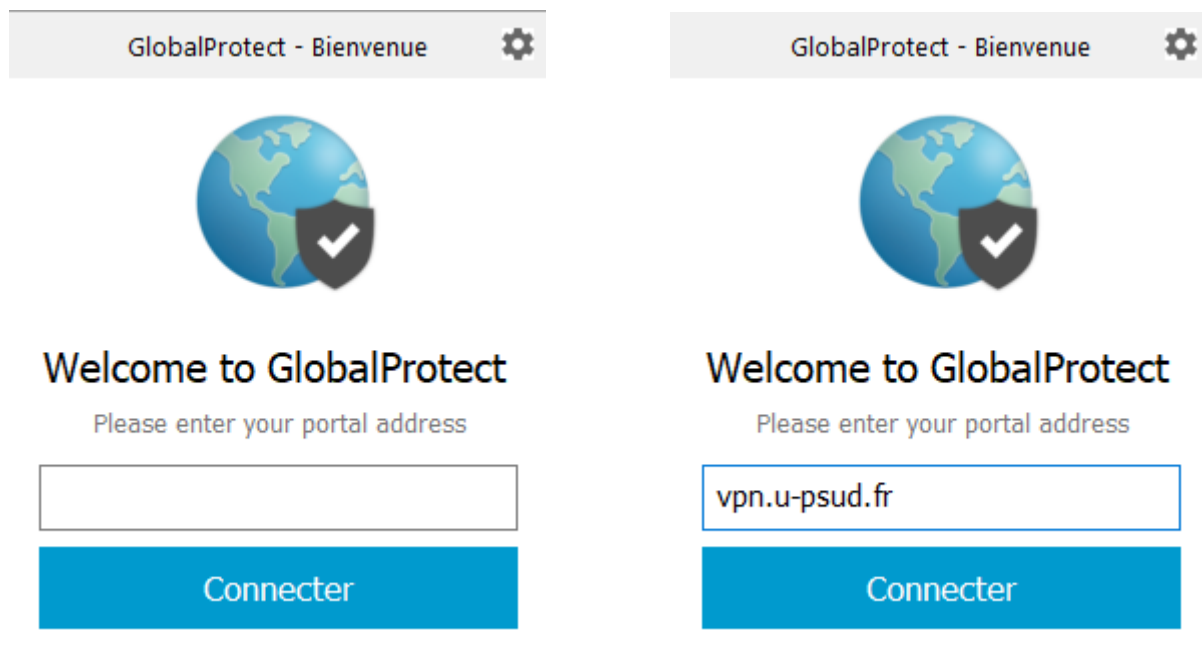 GlobalProtect - Bienvenue
Welcome to GlobalProtect
Please enter your portal address
Connecter
GlobalProtect - Bienvenue
Welcome to GlobalProtect
Please enter your portal address
vpn.u-psud.fr
Connecter